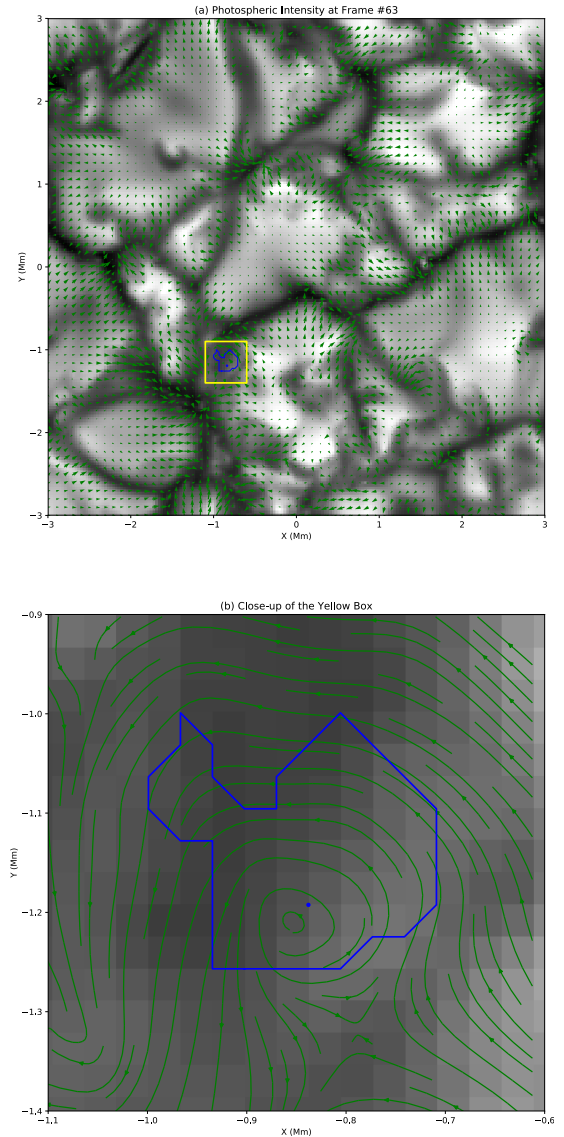 (a) Photospheric Intensity at Frame #63
3
2
1
0
−1
−2
−3
Y (Mm)
−3 −2 −1 0 1 2 3
X (Mm)
(b) Close-up of the Yellow Box
−0.9
−1.0
−1.1
−1.2
−1.3
−1.4
Y (Mm)
−1.1 −1.0 −0.9 −0.8 −0.7 −0.6
X (Mm)